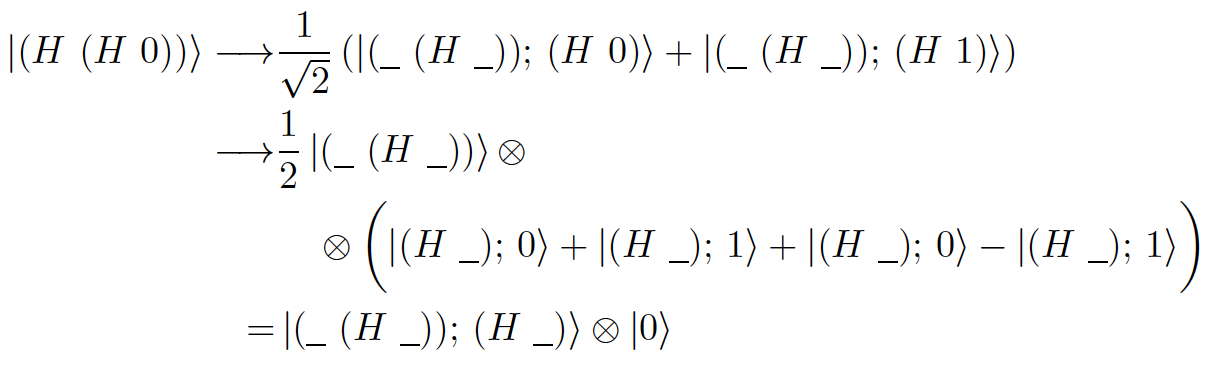 |(H (H 0))⟩ ⟶ 1/√2 (|(_ (H _)); (H 0)⟩ + |(_ (H _)); (H 1)⟩)
⟶ 1/2 |(_ (H _))⟩ ⊗
⊗ (|(H _); 0⟩ + |(H _); 1⟩ + |(H _); 0⟩ − |(H _); 1⟩)
= |(_ (H _)); (H _)⟩ ⊗ |0⟩